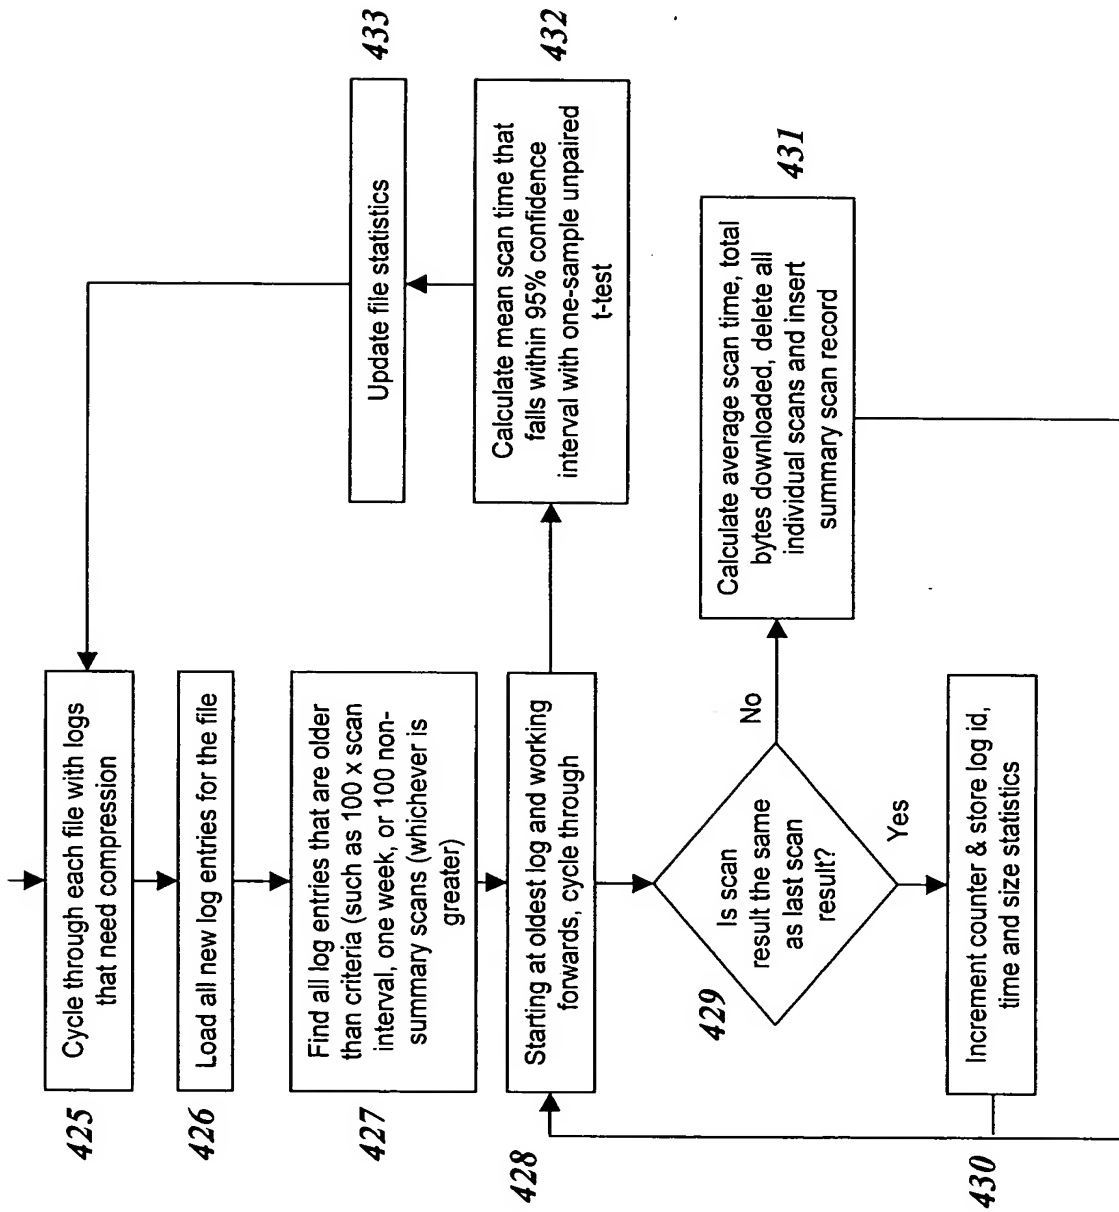 425
Cycle through each file with logs
that need compression
426
Load all new log entries for the file
427
Find all log entries that are older
than criteria (such as 100 x scan
interval, one week, or 100 non-
summary scans (whichever is
greater)
428
Starting at oldest log and working
forwards, cycle through
429
Is scan
result the same
as last scan
result?
No
Yes
430
Increment counter & store log id,
time and size statistics
431
Calculate average scan time, total
bytes downloaded, delete all
individual scans and insert
summary scan record
432
Calculate mean scan time that
falls within 95% confidence
interval with one-sample unpaired
t-test
433
Update file statistics